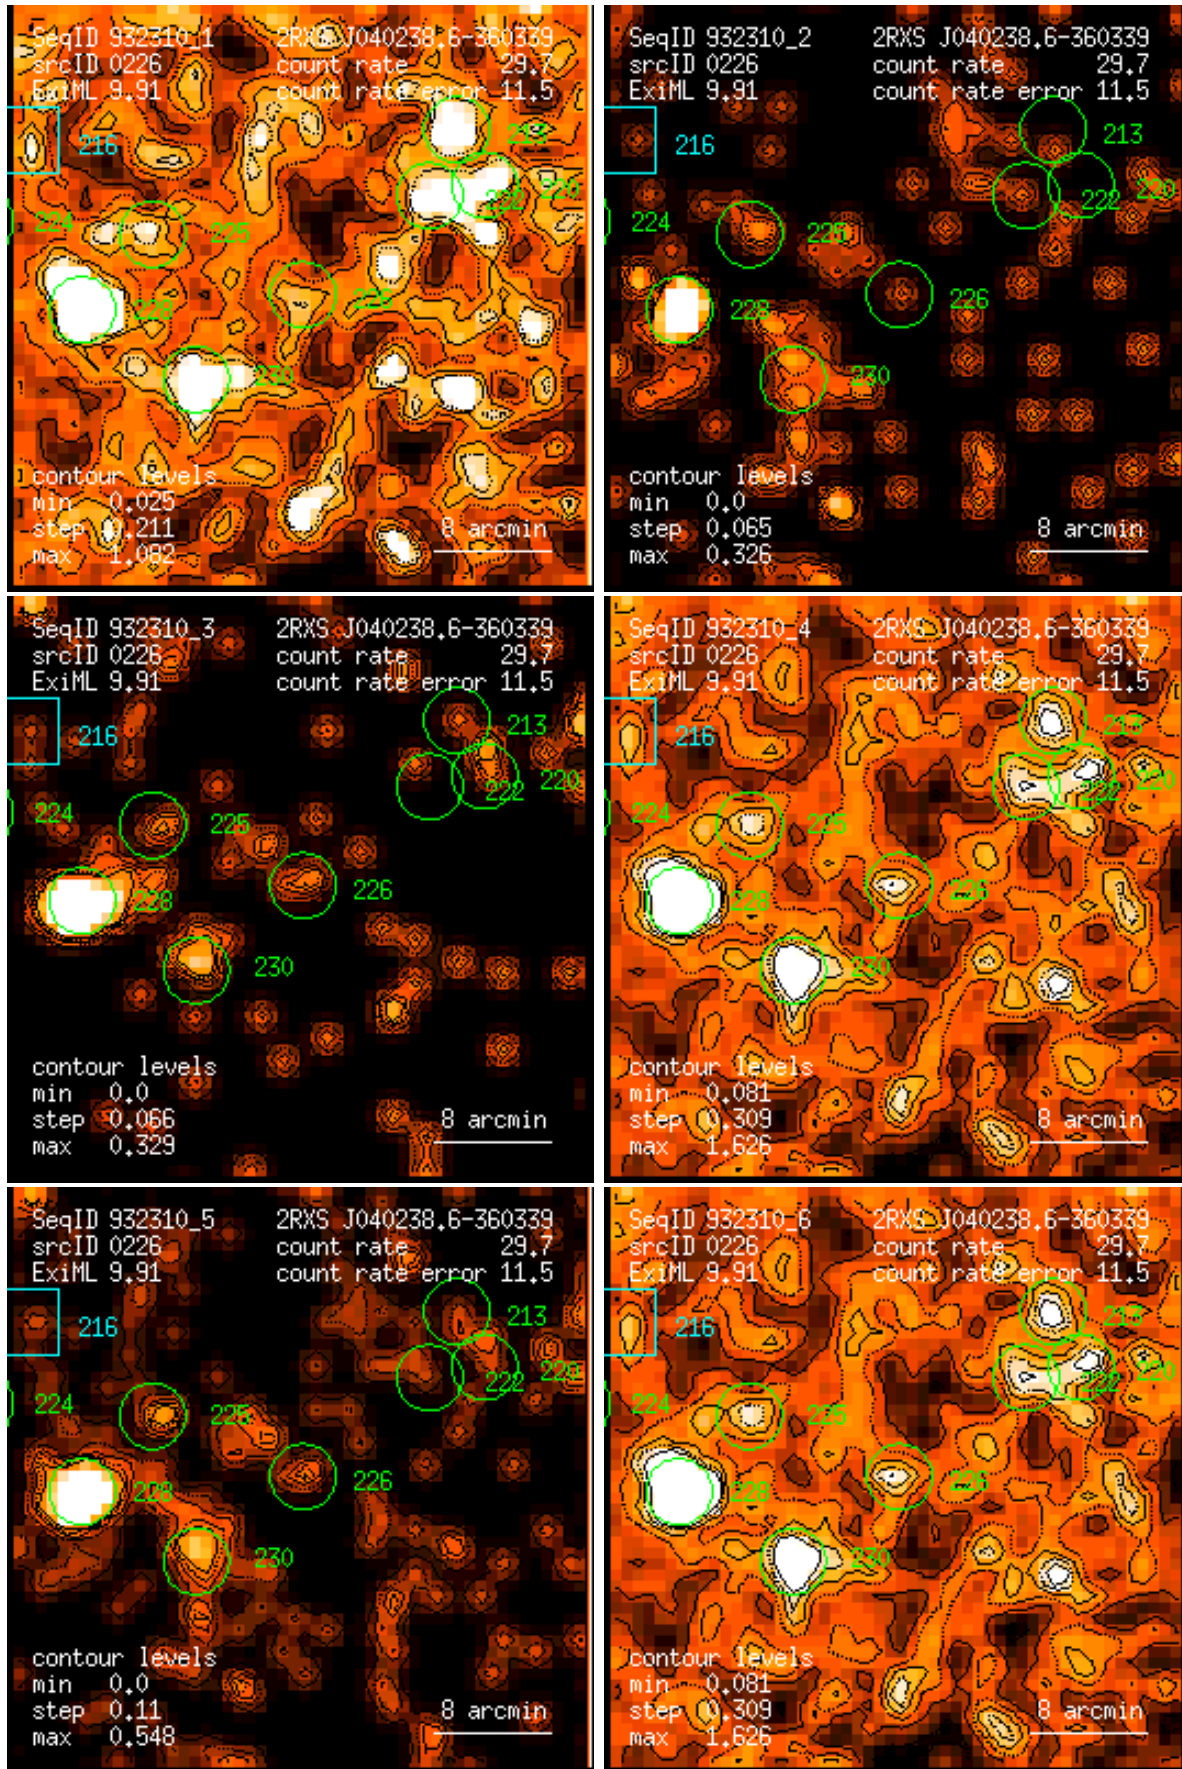 SeqID 932310_1 2RXS J040238.6-360339
srcID 0226 count rate 29.7
ExiML 9.91 count rate error 11.5
213
216
220
222
224
225
226
228
230
contour levels
min 0.025
step 0.211
max 1.082
8 arcmin
SeqID 932310_2 2RXS J040238.6-360339
srcID 0226 count rate 29.7
ExiML 9.91 count rate error 11.5
213
216
220
222
224
225
226
228
230
contour levels
min 0.0
step 0.065
max 0.326
8 arcmin
SeqID 932310_3 2RXS J040238.6-360339
srcID 0226 count rate 29.7
ExiML 9.91 count rate error 11.5
213
216
220
222
224
225
226
228
230
contour levels
min 0.0
step 0.066
max 0.329
8 arcmin
SeqID 932310_4 2RXS J040238.6-360339
srcID 0226 count rate 29.7
ExiML 9.91 count rate error 11.5
213
216
220
222
224
225
226
228
230
contour levels
min 0.081
step 0.309
max 1.626
8 arcmin
SeqID 932310_5 2RXS J040238.6-360339
srcID 0226 count rate 29.7
ExiML 9.91 count rate error 11.5
213
216
220
222
224
225
226
228
230
contour levels
min 0.0
step 0.11
max 0.548
8 arcmin
SeqID 932310_6 2RXS J040238.6-360339
srcID 0226 count rate 29.7
ExiML 9.91 count rate error 11.5
213
216
220
222
224
225
226
228
230
contour levels
min 0.081
step 0.309
max 1.626
8 arcmin